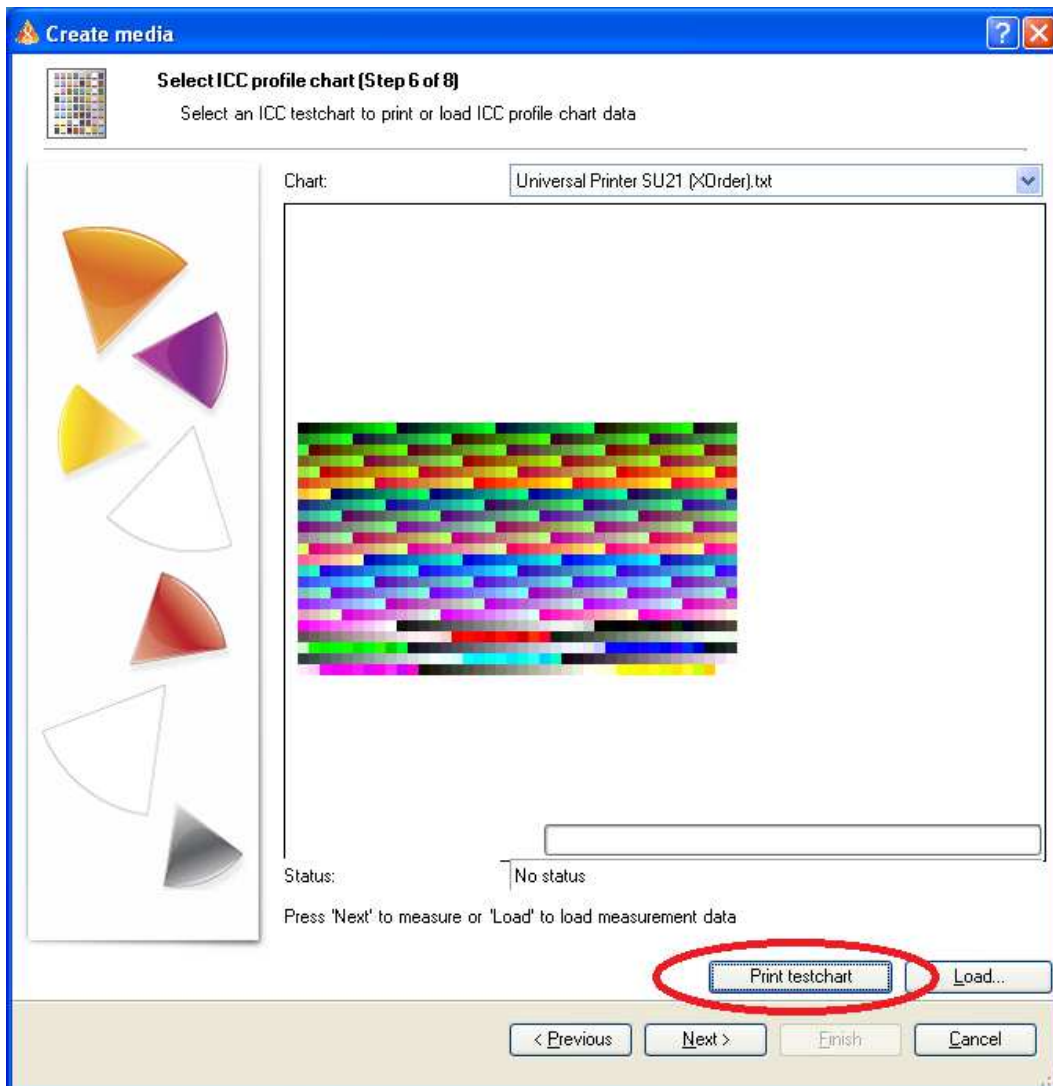 Create media
Select ICC profile chart (Step 6 of 8)
Select an ICC testchart to print or load ICC profile chart data
Chart: Universal Printer SU21 (XOrder).txt
Status: No status
Press 'Next' to measure or 'Load' to load measurement data
Print testchart Load...
< Previous Next > Finish Cancel